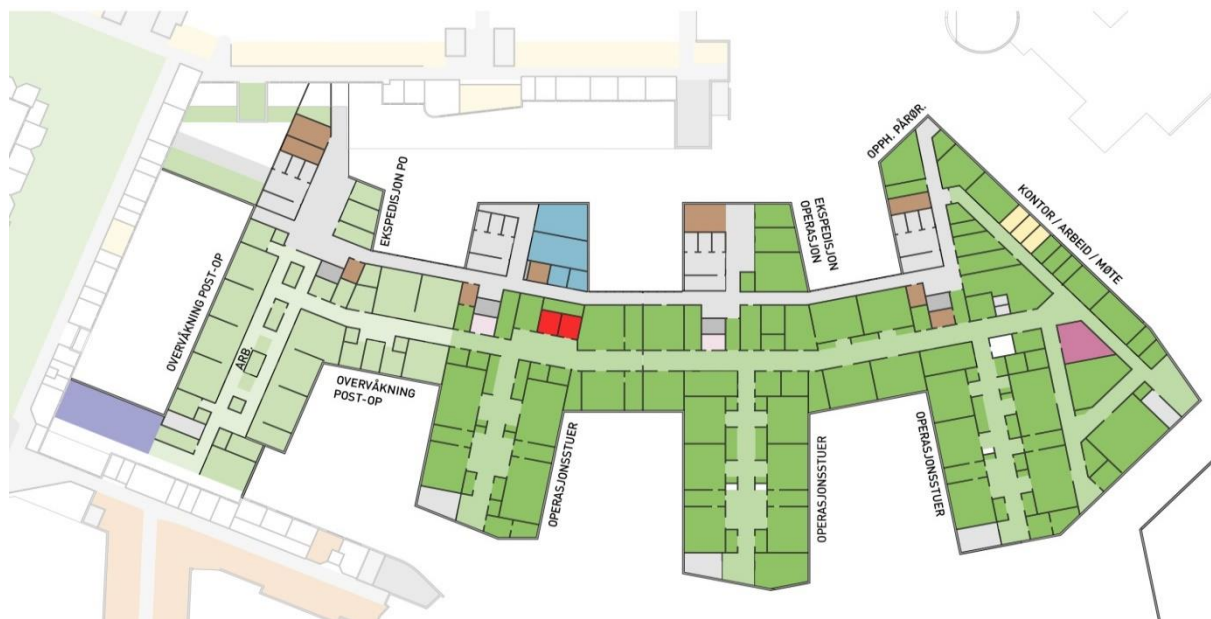 OPPH. PÅRØR.
EKSPEDISJON PO
EKSPEDISJON
OPERASJON
KONTOR / ARBEID / MØTE
OVERVÅKNING POST-OP
ARB.
OVERVÅKNING
POST-OP
OPERASJONSSTUER
OPERASJONSSTUER
OPERASJONSSTUER